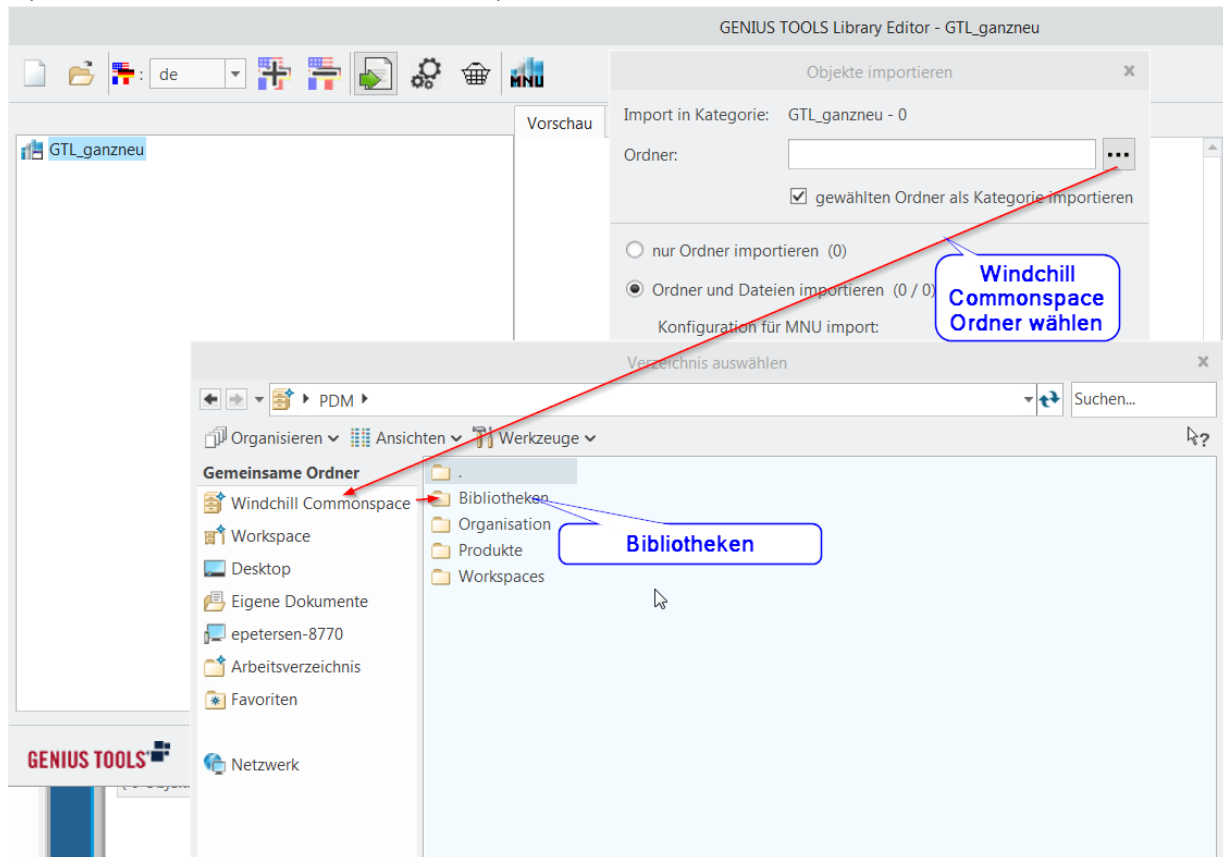 GENIUS TOOLS Library Editor - GTL_ganzneu
: de
MNU
Objekte importieren
Vorschau
Import in Kategorie: GTL_ganzneu - 0
GTL_ganzneu
Ordner:
gewählten Ordner als Kategorie importieren
nur Ordner importieren (0)
Ordner und Dateien importieren (0 / 0)
Konfiguration für MNU import:
Windchill
Commonspace
Ordner wählen
Verzeichnis auswählen
PDM
Suchen...
Organisieren Ansichten Werkzeuge
Gemeinsame Ordner
.
Windchill Commonspace
Bibliotheken
Workspace
Organisation
Desktop
Produkte
Eigene Dokumente
Workspaces
epetersen-8770
Arbeitsverzeichnis
Favoriten
Netzwerk
Bibliotheken
GENIUS TOOLS